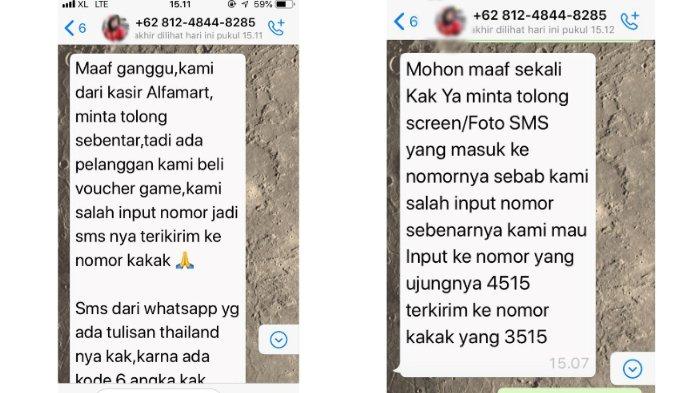 XL LTE 15.11 59%
6 +62 812-4844-8285
akhir dilihat hari ini pukul 15.11
Maaf ganggu,kami
dari kasir Alfamart,
minta tolong
sebentar,tadi ada
pelanggan kami beli
voucher game,kami
salah input nomor jadi
sms nya terikirim ke
nomor kakak 🙏
Sms dari whatsapp yg
ada tulisan thailand
nya kak,karna ada
kode 6 angka kak
6 +62 812-4844-8285
akhir dilihat hari ini pukul 15.12
Mohon maaf sekali
Kak Ya minta tolong
screen/Foto SMS
yang masuk ke
nomornya sebab kami
salah input nomor
sebenarnya kami mau
Input ke nomor yang
ujungnya 4515
terkirim ke nomor
kakak yang 3515
15.07